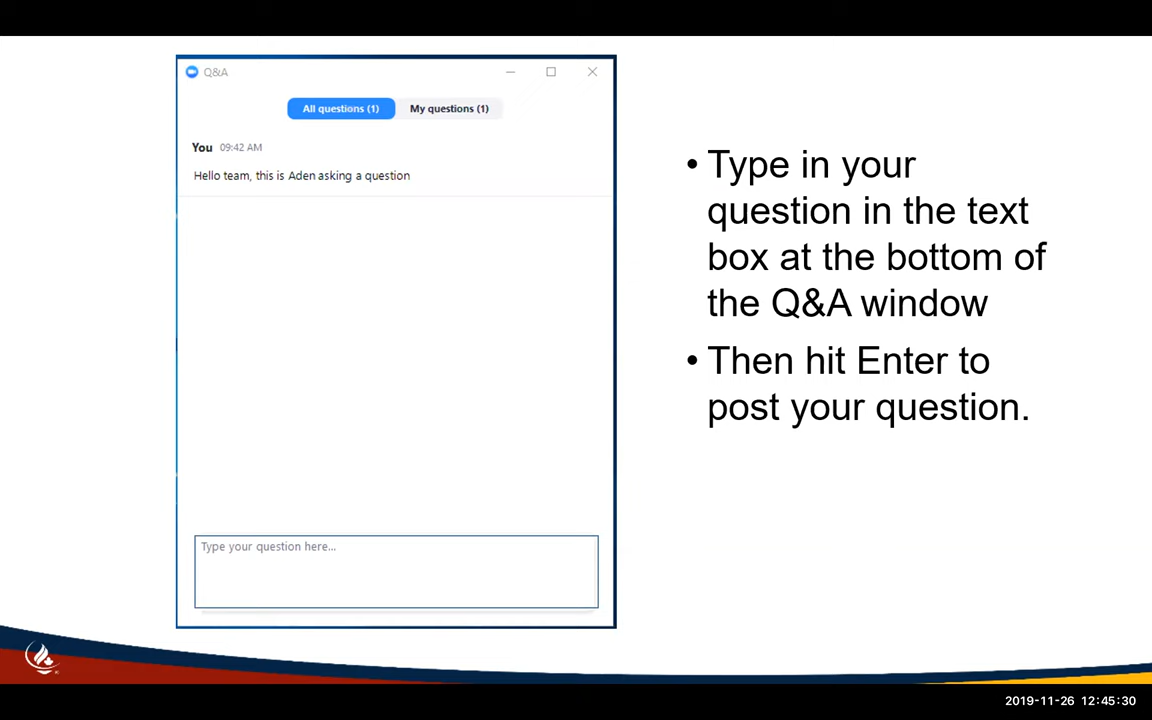 Q&A
All questions (1) My questions (1)
You 09:42 AM
Hello team, this is Aden asking a question
Type your question here...
• Type in your
question in the text
box at the bottom of
the Q&A window
• Then hit Enter to
post your question.
2019-11-26 12:45:30